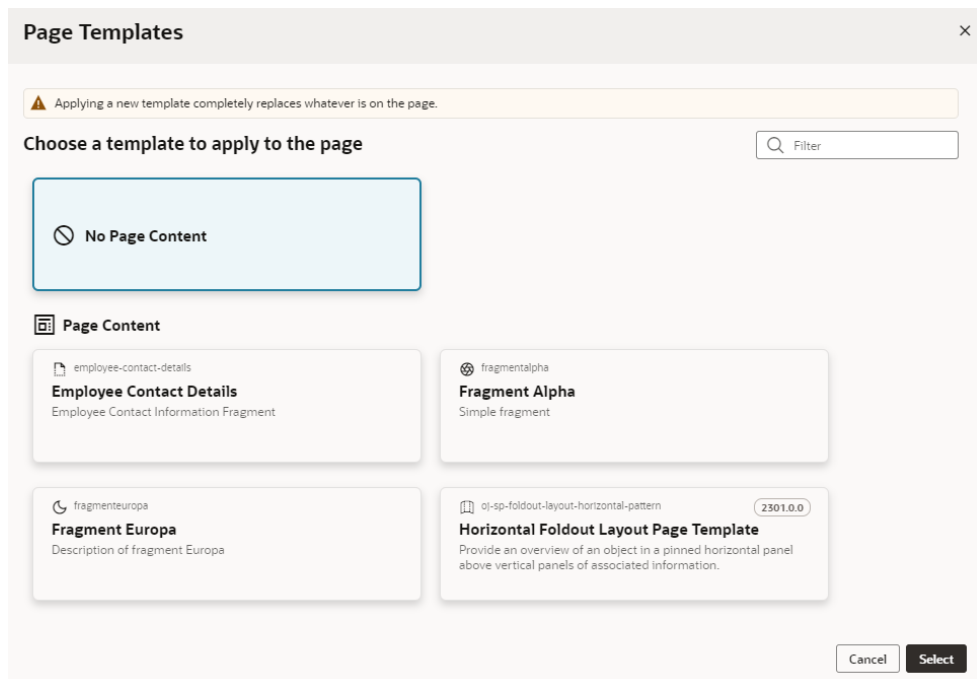 Page Templates
Applying a new template completely replaces whatever is on the page.
Choose a template to apply to the page
Filter
No Page Content
Page Content
employee-contact-details
Employee Contact Details
Employee Contact Information Fragment
fragmentalpha
Fragment Alpha
Simple fragment
fragmenteuropa
Fragment Europa
Description of fragment Europa
oj-sp-foldout-layout-horizontal-pattern
2301.0.0
Horizontal Foldout Layout Page Template
Provide an overview of an object in a pinned horizontal panel
above vertical panels of associated information.
Cancel
Select